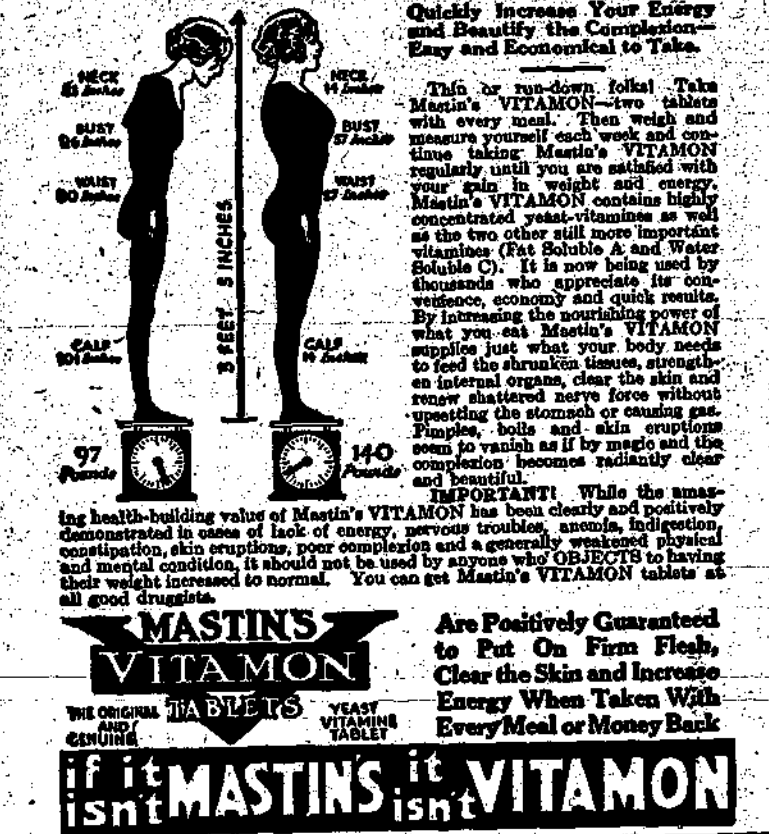 Quickly Increase Your Energy
and Beautify the Complexion—
Easy and Economical to Take.
NECK
Inches
NECK
14 Inches
BUST
Inches
BUST
37 Inches
WAIST
Inches
WAIST
27 Inches
5 FEET 5 INCHES
CALF
Inches
CALF
14 Inches
97
Pounds
140
Pounds
Thin or run-down folks! Take
Mastin's VITAMON—two tablets
with every meal. Then weigh and
measure yourself each week and con-
tinue taking Mastin's VITAMON
regularly until you are satisfied with
your gain in weight and energy.
Mastin's VITAMON contains highly
concentrated yeast-vitamines as well
as the two other still more important
vitamines (Fat Soluble A and Water
Soluble C). It is now being used by
thousands who appreciate its con-
venience, economy and quick results.
By increasing the nourishing power of
what you eat Mastin's VITAMON
supplies just what your body needs
to feed the shrunken tissues, strength-
en internal organs, clear the skin and
renew shattered nerve force without
upsetting the stomach or causing gas.
Pimples, boils and skin eruptions
seem to vanish as if by magic and the
complexion becomes radiantly clear
and beautiful.
IMPORTANT! While the amaz-
ing health-building value of Mastin's VITAMON has been clearly and positively
demonstrated in cases of lack of energy, nervous troubles, anemia, indigestion,
constipation, skin eruptions, poor complexion and a generally weakened physical
and mental condition, it should not be used by anyone who OBJECTS to having
their weight increased to normal. You can get Mastin's VITAMON tablets at
all good druggists.
MASTIN'S
VITAMON
TABLETS
THE ORIGINAL
AND
GENUINE
YEAST
VITAMINE
TABLET
Are Positively Guaranteed
to Put On Firm Flesh,
Clear the Skin and Increase
Energy When Taken With
Every Meal or Money Back
if it isn't MASTIN'S it isn't VITAMON